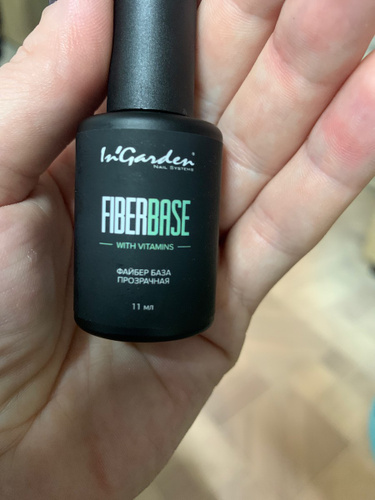 In'Garden®
NAIL SYSTEMS
FIBERBASE
WITH VITAMINS
ФАЙБЕР БАЗА
ПРОЗРАЧНАЯ
11 мл